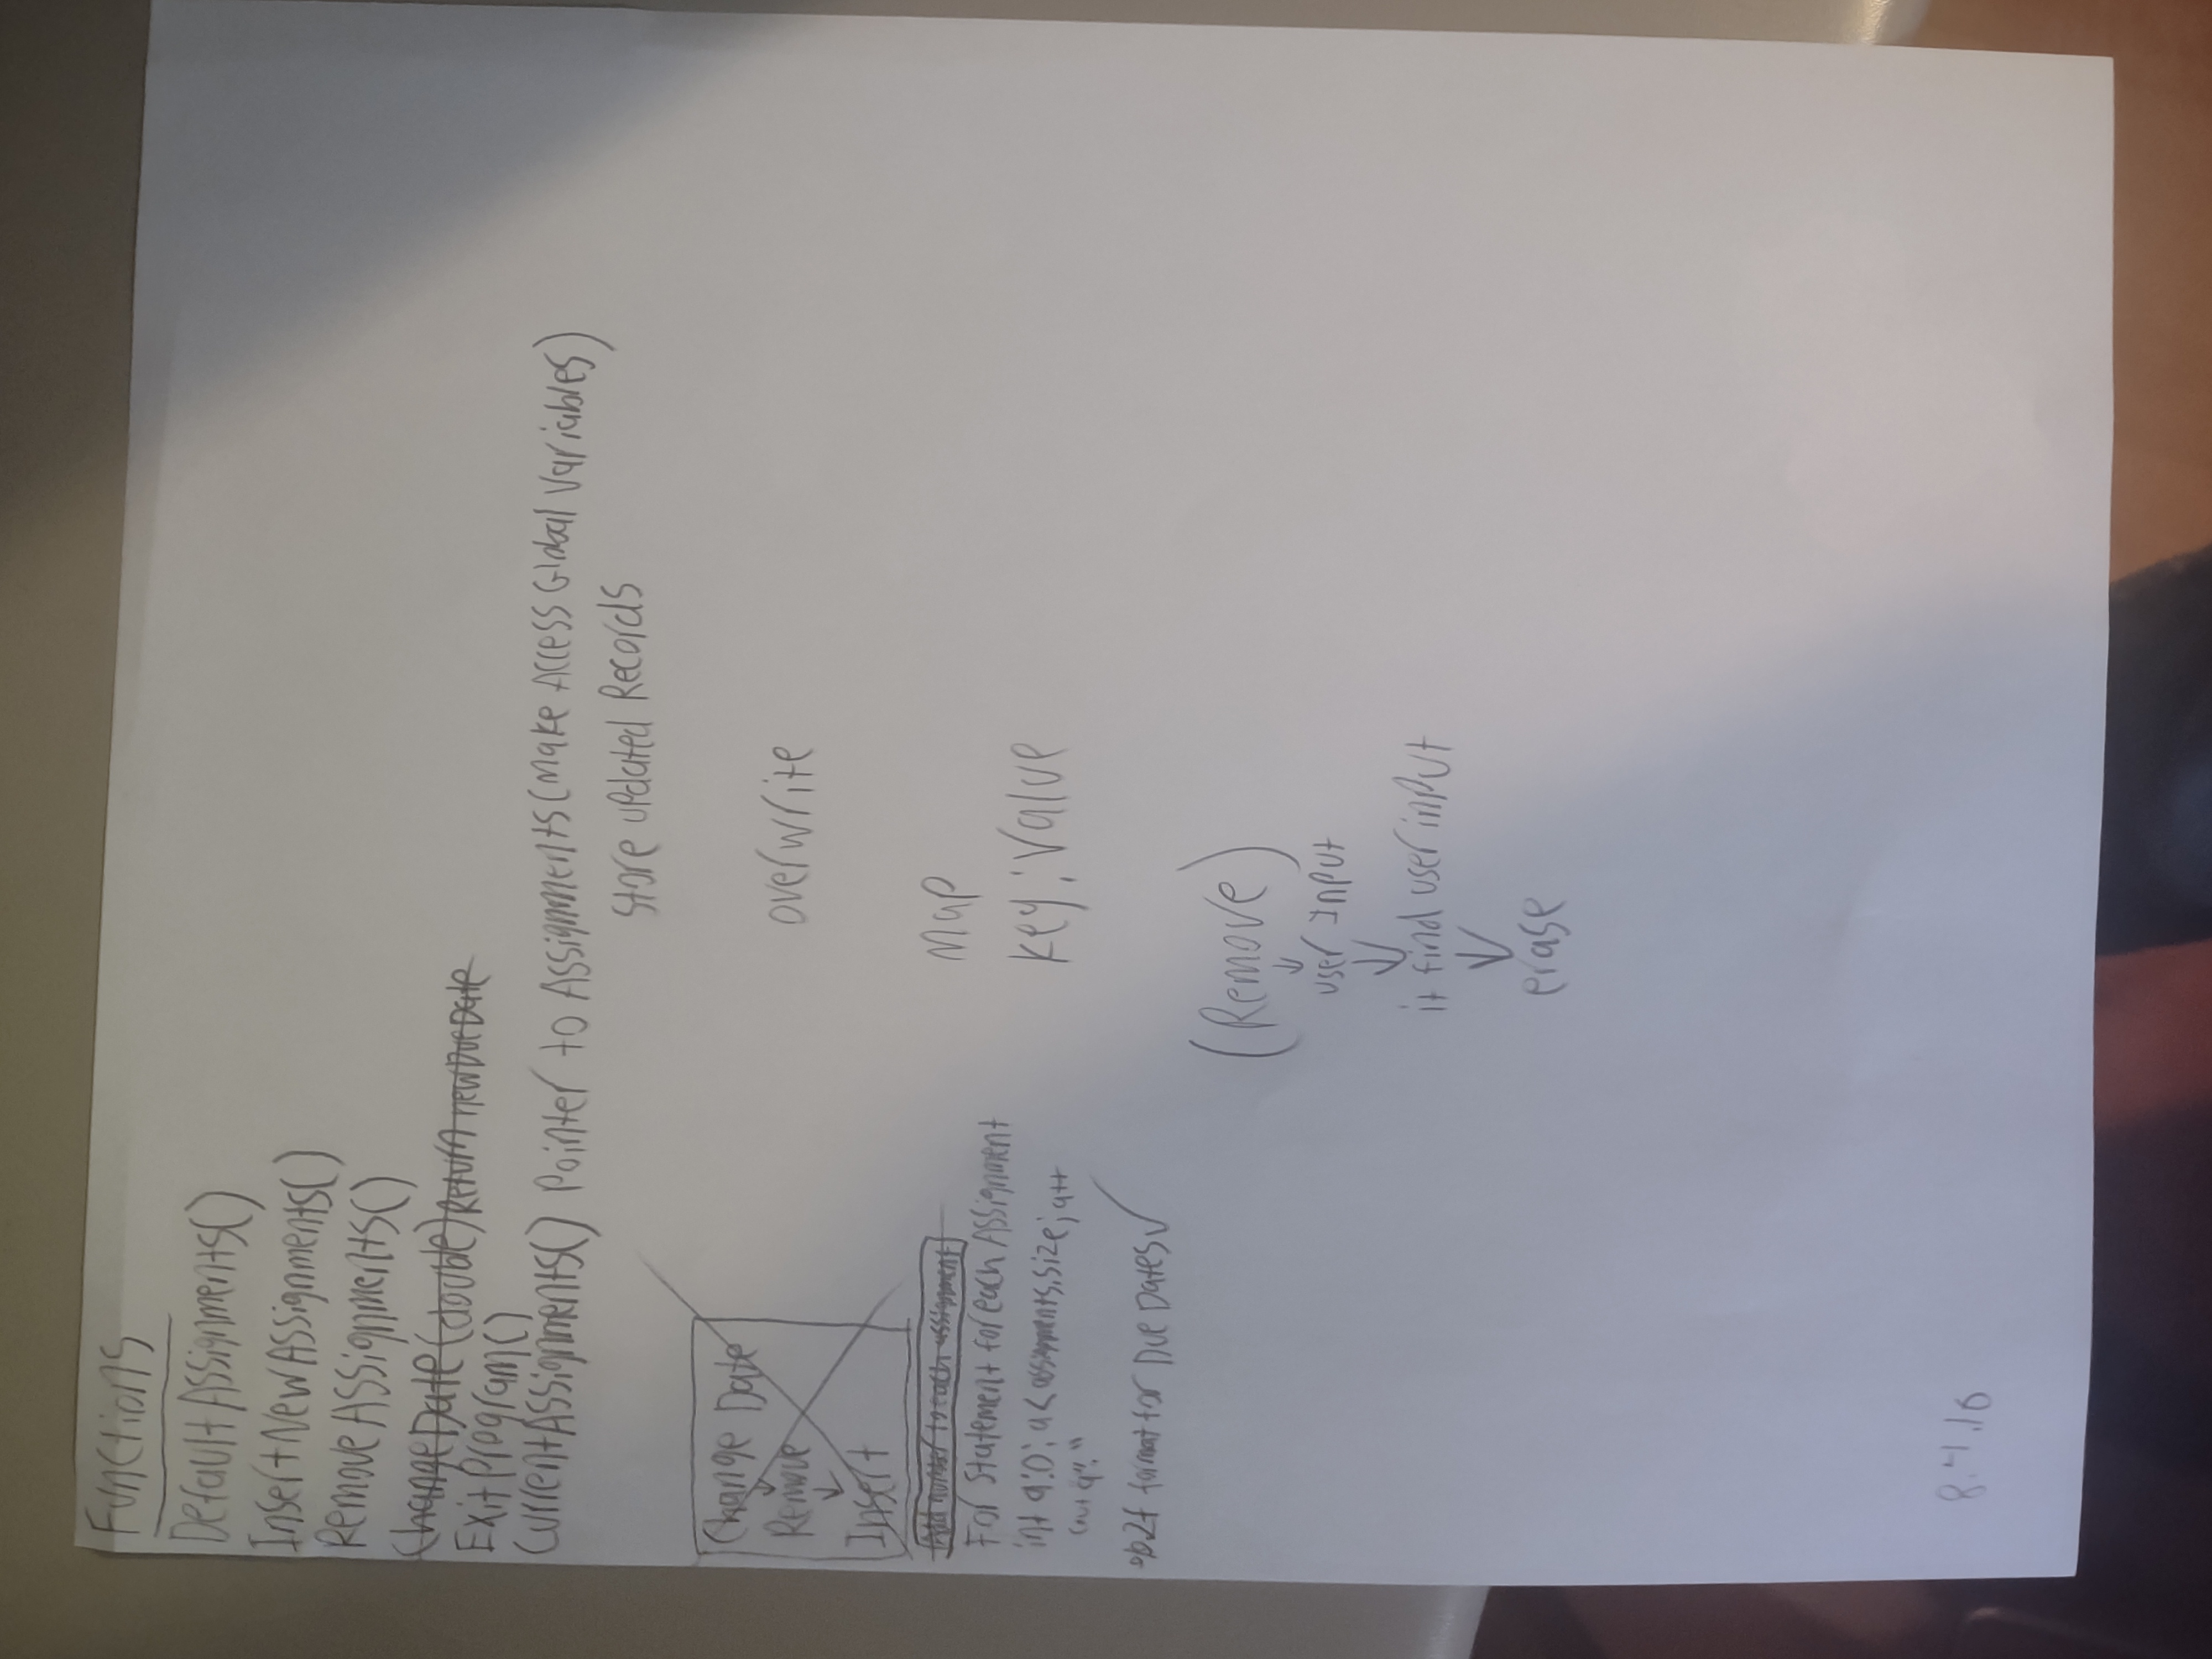 Functions
DefaultAssignments()
InsertNewAssignments()
RemoveAssignments()
ChangeDate(double) Return newDueDate
ExitProgram()
CurrentAssignments() Pointer to Assignments (Make Access Global Variables)
Store updated Records
Change Date
Remove
Insert
overwrite
Add number to each assignment
For Statement for each Assignment
int a:0; a< assignments.size; a++
cout a"."
Map
key:Value
%.2f format for Due Dates✓
(Remove)
user Input
it find user input
erase
8.4.10